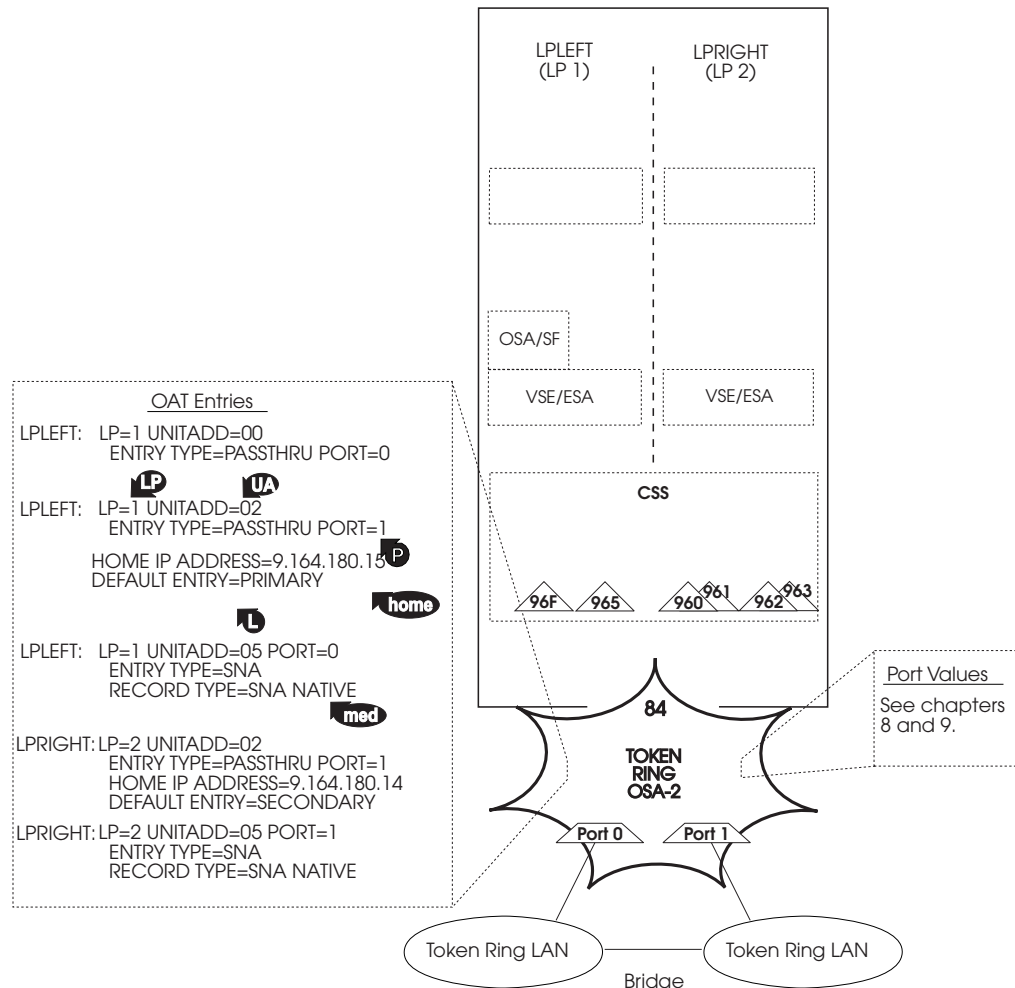 LPLEFT
(LP 1)
LPRIGHT
(LP 2)
OSA/SF
VSE/ESA
VSE/ESA
CSS
96F
965
960
961
962
963
OAT Entries
LPLEFT: LP=1 UNITADD=00
ENTRY TYPE=PASSTHRU PORT=0
LP
UA
LPLEFT: LP=1 UNITADD=02
ENTRY TYPE=PASSTHRU PORT=1
HOME IP ADDRESS=9.164.180.15
P
DEFAULT ENTRY=PRIMARY
home
L
LPLEFT: LP=1 UNITADD=05 PORT=0
ENTRY TYPE=SNA
RECORD TYPE=SNA NATIVE
med
LPRIGHT: LP=2 UNITADD=02
ENTRY TYPE=PASSTHRU PORT=1
HOME IP ADDRESS=9.164.180.14
DEFAULT ENTRY=SECONDARY
LPRIGHT: LP=2 UNITADD=05 PORT=1
ENTRY TYPE=SNA
RECORD TYPE=SNA NATIVE
Port Values
See chapters
8 and 9.
84
TOKEN
RING
OSA-2
Port 0
Port 1
Token Ring LAN
Token Ring LAN
Bridge